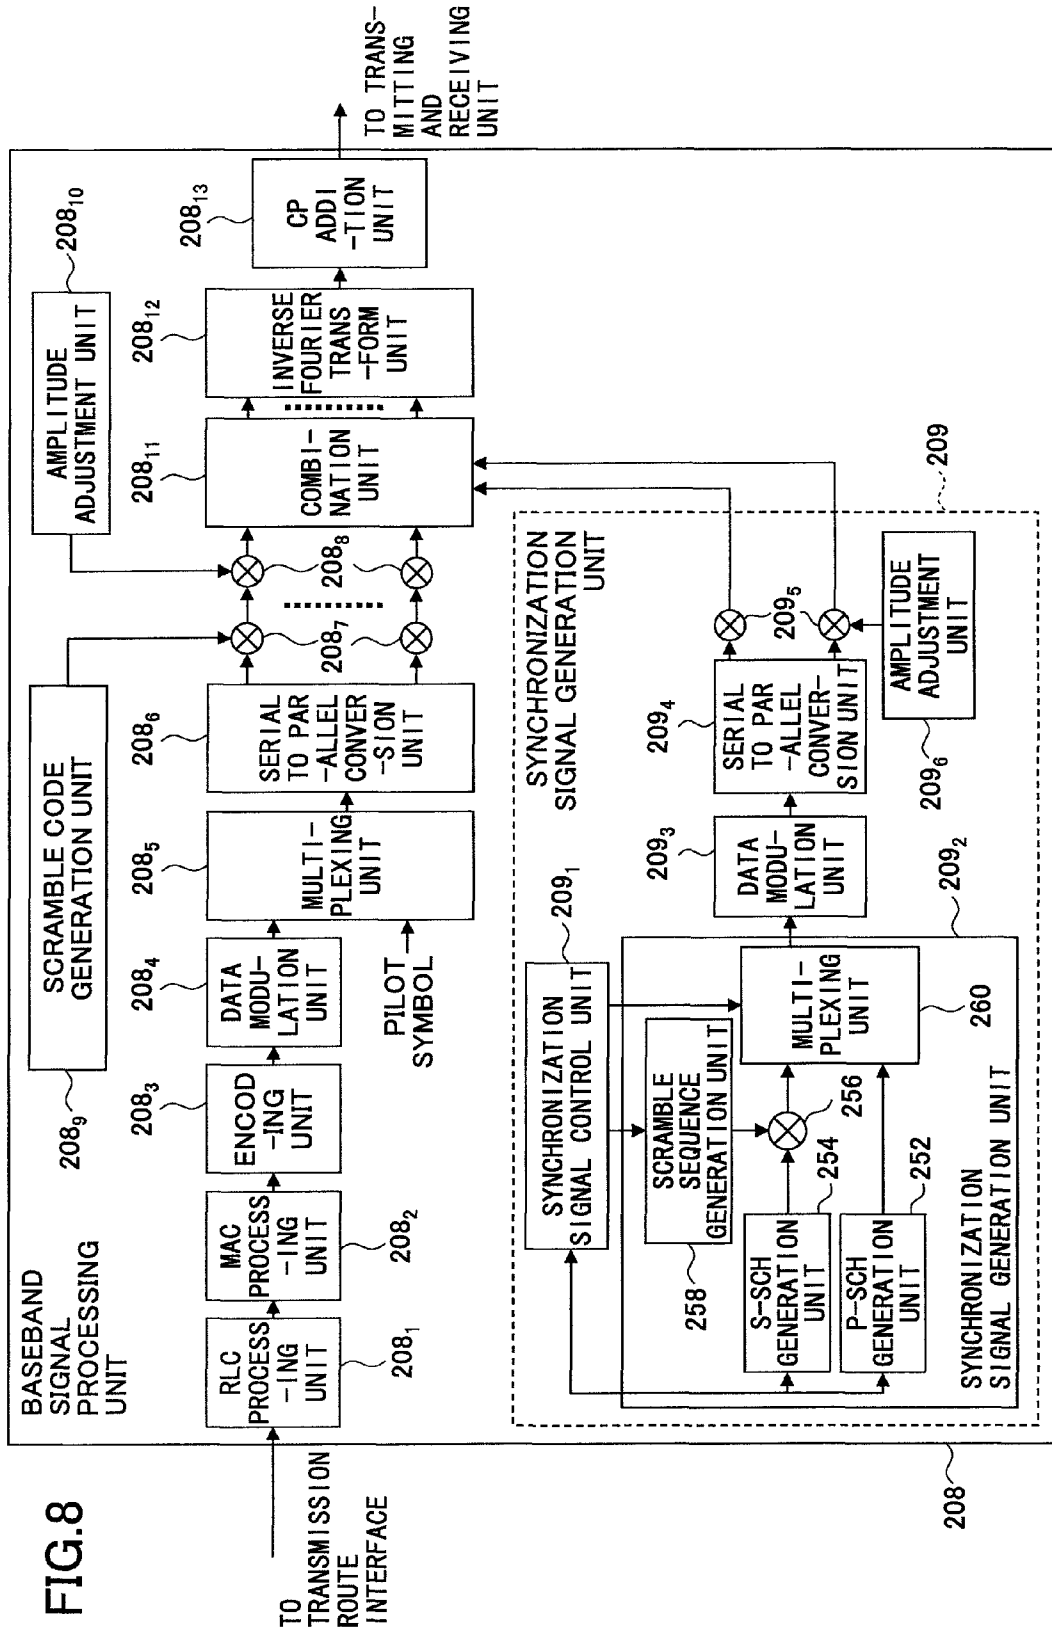 FIG.8
BASEBAND
SIGNAL
PROCESSING
UNIT
TO
TRANSMISSION
ROUTE
INTERFACE
RLC
PROCESS
-ING
UNIT
208₁
MAC
PROCESS
-ING
UNIT
208₂
ENCOD
-ING
UNIT
208₃
DATA
MODU-
LATION
UNIT
208₄
PILOT
SYMBOL
MULTI-
PLEXING
UNIT
208₅
SERIAL
TO PAR
-ALLEL
CONVER
-SION
UNIT
208₆
208₇
208₈
SCRAMBLE CODE
GENERATION UNIT
208₉
AMPLITUDE
ADJUSTMENT UNIT
208₁₀
COMBI-
NATION
UNIT
208₁₁
INVERSE
FOURIER
TRANS
-FORM
UNIT
208₁₂
CP
ADDI
-TION
UNIT
208₁₃
TO TRANS-
MITTING
AND
RECEIVING
UNIT
SYNCHRONIZATION
SIGNAL GENERATION
UNIT
209
SYNCHRONIZATION
SIGNAL CONTROL UNIT
209₁
SCRAMBLE
SEQUENCE
GENERATION UNIT
258
S-SCH
GENERATION
UNIT
254
P-SCH
GENERATION
UNIT
252
256
MULTI-
PLEXING
UNIT
260
SYNCHRONIZATION
SIGNAL GENERATION UNIT
209₂
DATA
MODU-
LATION
UNIT
209₃
SERIAL
TO PAR
-ALLEL
CONVER-
SION UNIT
209₄
209₅
AMPLITUDE
ADJUSTMENT
UNIT
209₆
208